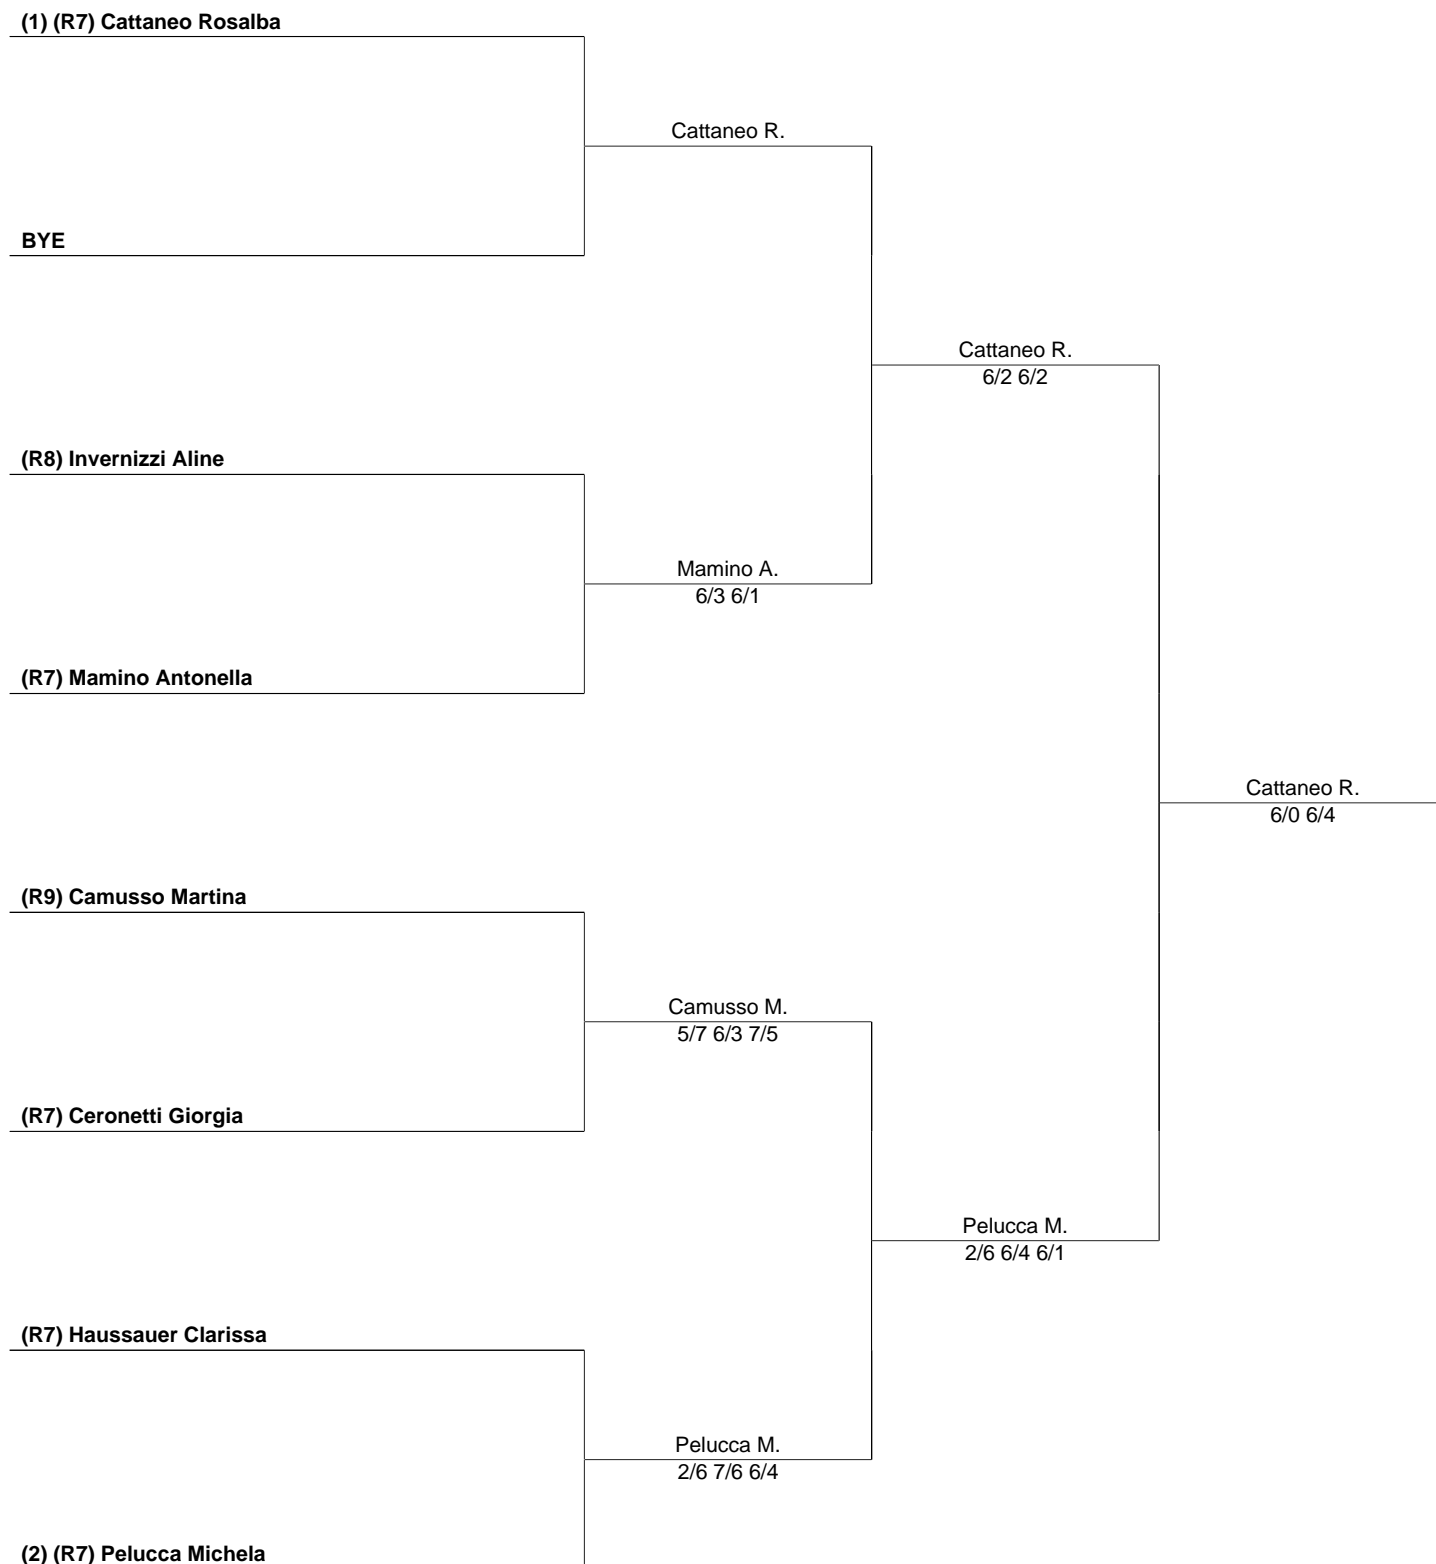 (1) (R7) Cattaneo Rosalba
Cattaneo R.
BYE
Cattaneo R.
6/2 6/2
(R8) Invernizzi Aline
Mamino A.
6/3 6/1
(R7) Mamino Antonella
Cattaneo R.
6/0 6/4
(R9) Camusso Martina
Camusso M.
5/7 6/3 7/5
(R7) Ceronetti Giorgia
Pelucca M.
2/6 6/4 6/1
(R7) Haussauer Clarissa
Pelucca M.
2/6 7/6 6/4
(2) (R7) Pelucca Michela